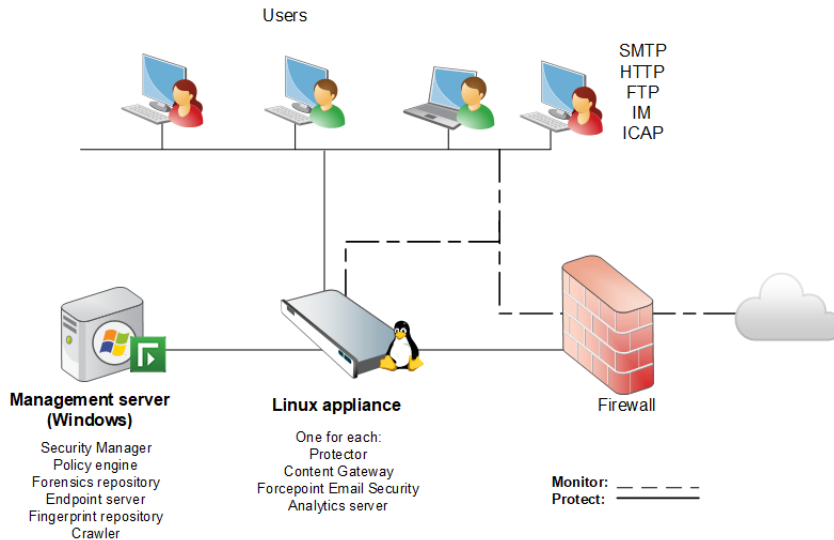 Users
SMTP
HTTP
FTP
IM
ICAP
Management server
(Windows)
Security Manager
Policy engine
Forensics repository
Endpoint server
Fingerprint repository
Crawler
Linux appliance
One for each:
Protector
Content Gateway
Forcepoint Email Security
Analytics server
Firewall
Monitor:
Protect: